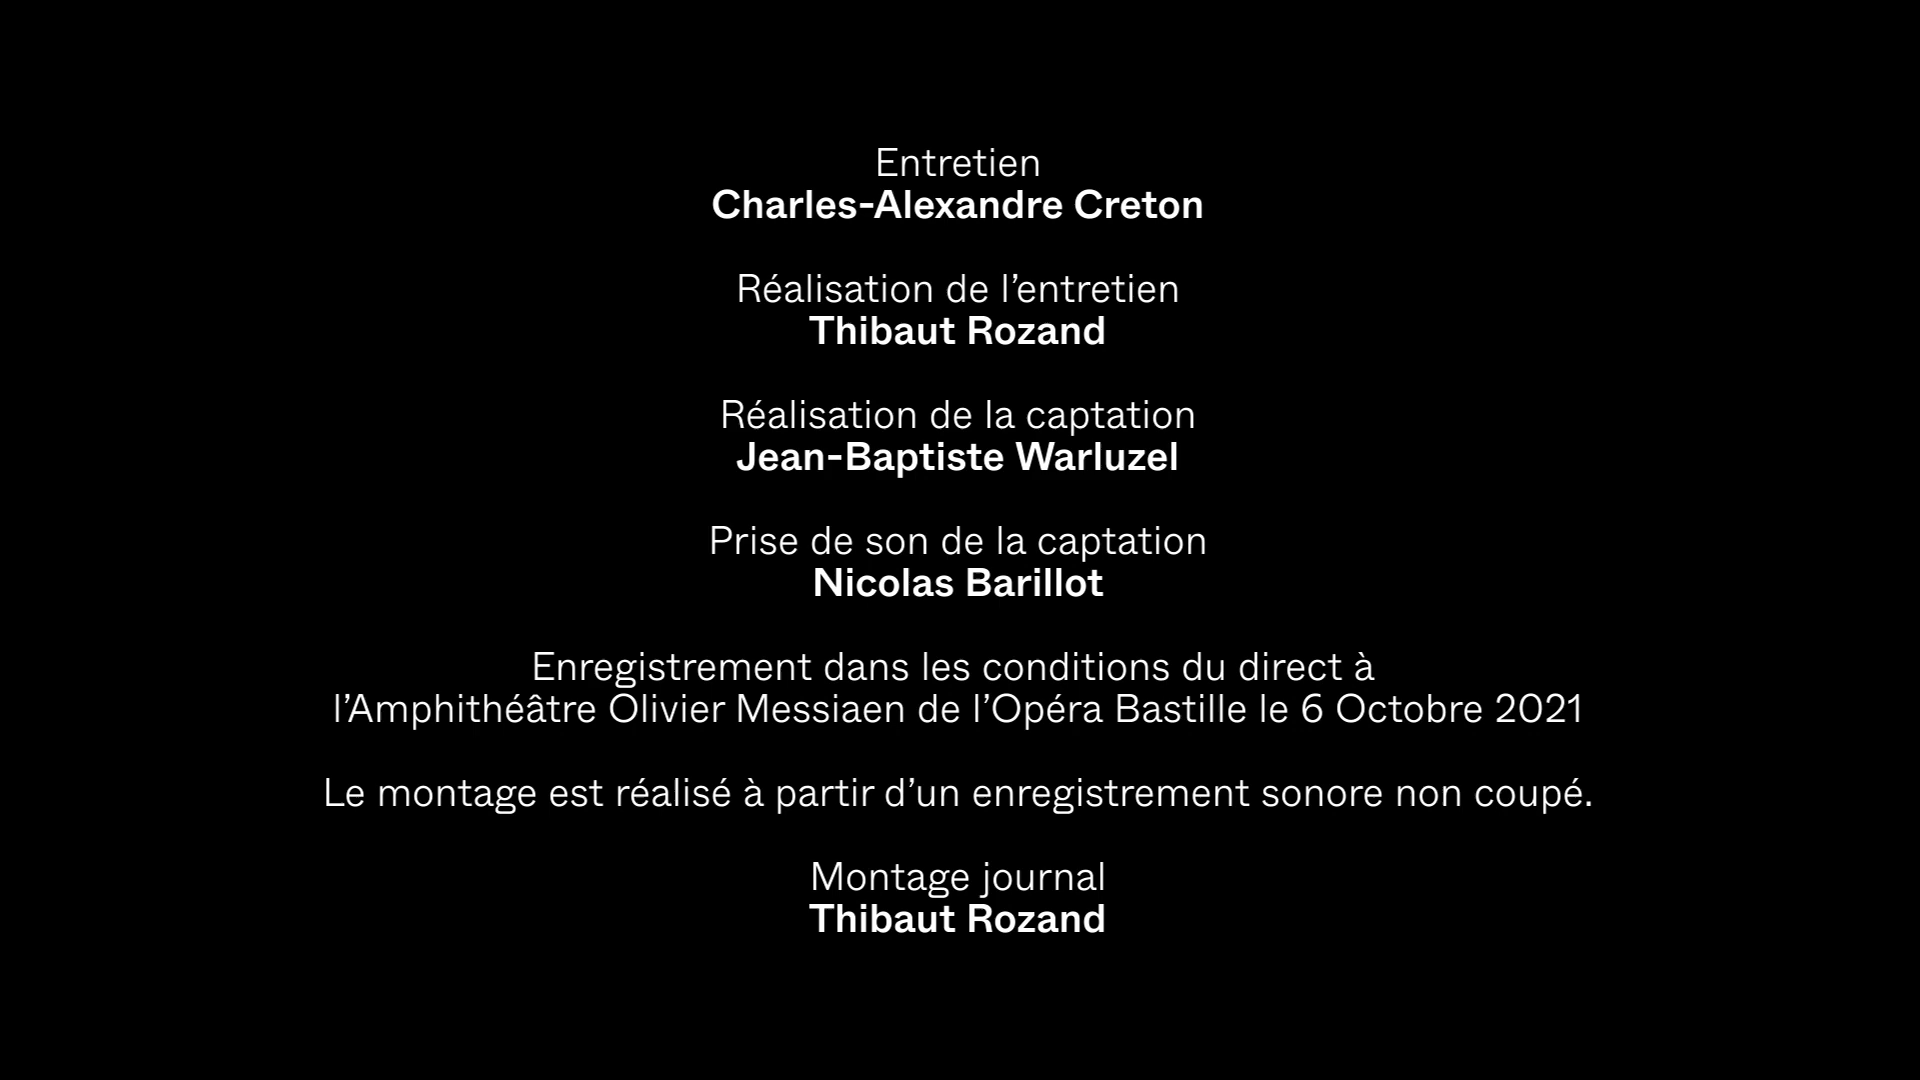 Entretien
Charles-Alexandre Creton
Réalisation de l’entretien
Thibaut Rozand
Réalisation de la captation
Jean-Baptiste Warluzel
Prise de son de la captation
Nicolas Barillot
Enregistrement dans les conditions du direct à
l’Amphithéâtre Olivier Messiaen de l’Opéra Bastille le 6 Octobre 2021
Le montage est réalisé à partir d’un enregistrement sonore non coupé.
Montage journal
Thibaut Rozand